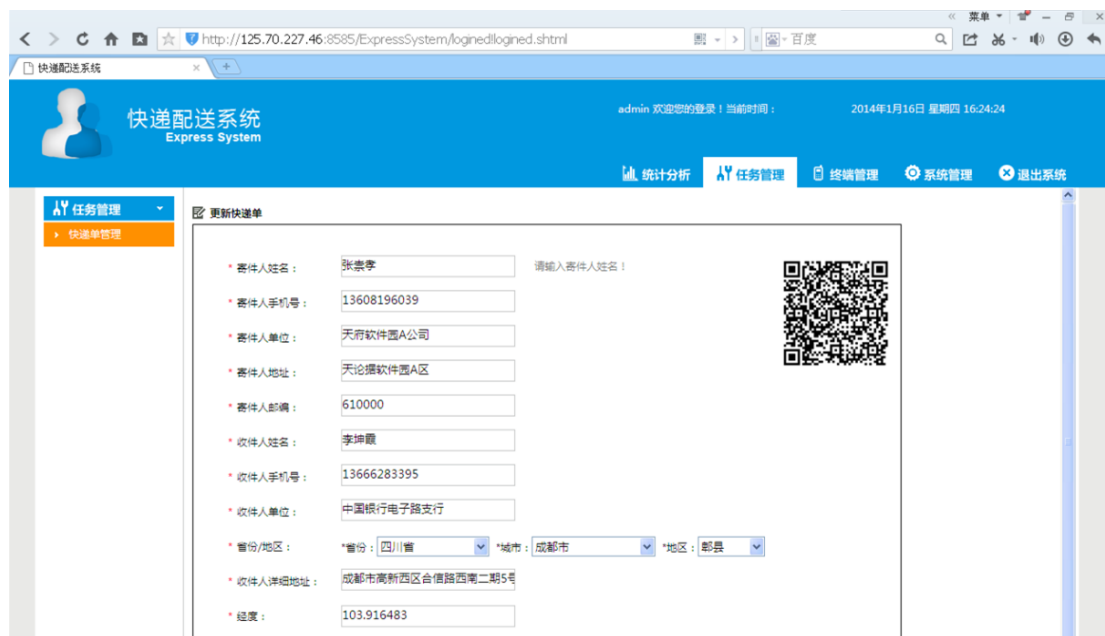 菜单
http://125.70.227.46:8585/ExpressSystem/logined!logined.shtml
百度
快递配送系统
快递配送系统
Express System
admin 欢迎您的登录！当前时间： 2014年1月16日 星期四 16:24:24
统计分析 任务管理 终端管理 系统管理 退出系统
任务管理
快递单管理
更新快递单
* 寄件人姓名： 张崇孝 请输入寄件人姓名！
* 寄件人手机号： 13608196039
* 寄件人单位： 天府软件园A公司
* 寄件人地址： 天论据软件园A区
* 寄件人邮编： 610000
* 收件人姓名： 李坤霞
* 收件人手机号： 13666283395
* 收件人单位： 中国银行电子路支行
* 省份/地区： *省份：四川省 *城市：成都市 *地区：郫县
* 收件人详细地址： 成都市高新西区合信路西南二期5号
* 经度： 103.916483